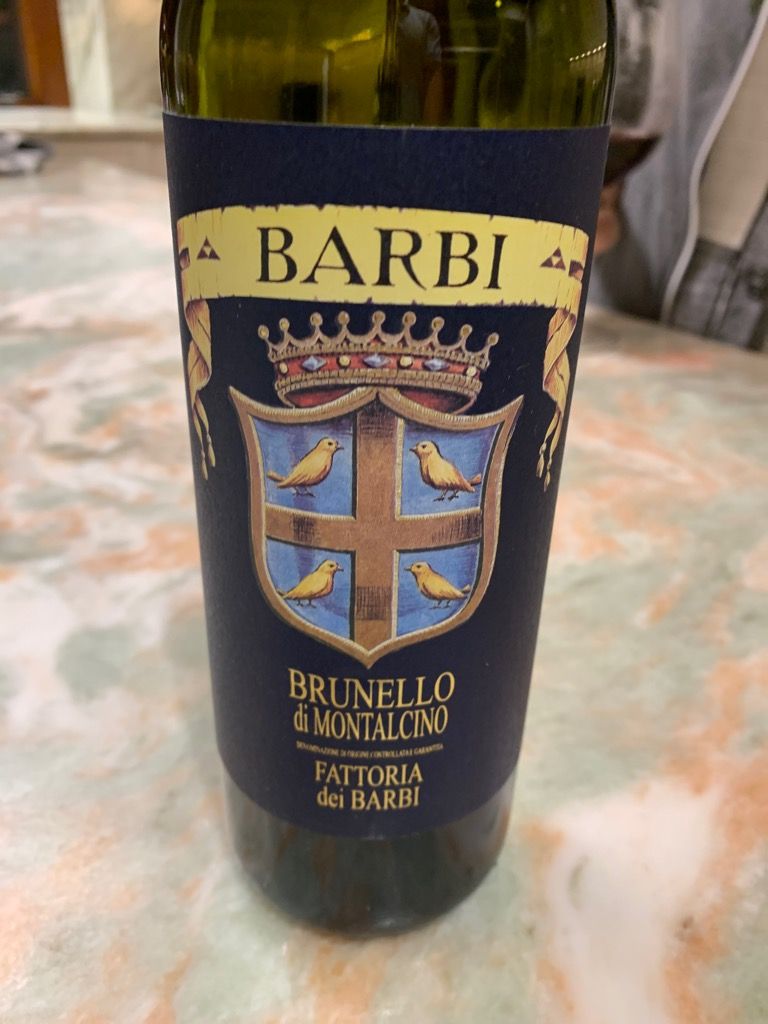 BARBI
BRUNELLO
di MONTALCINO
DENOMINAZIONE DI ORIGINE CONTROLLATA E GARANTITA
FATTORIA
dei BARBI